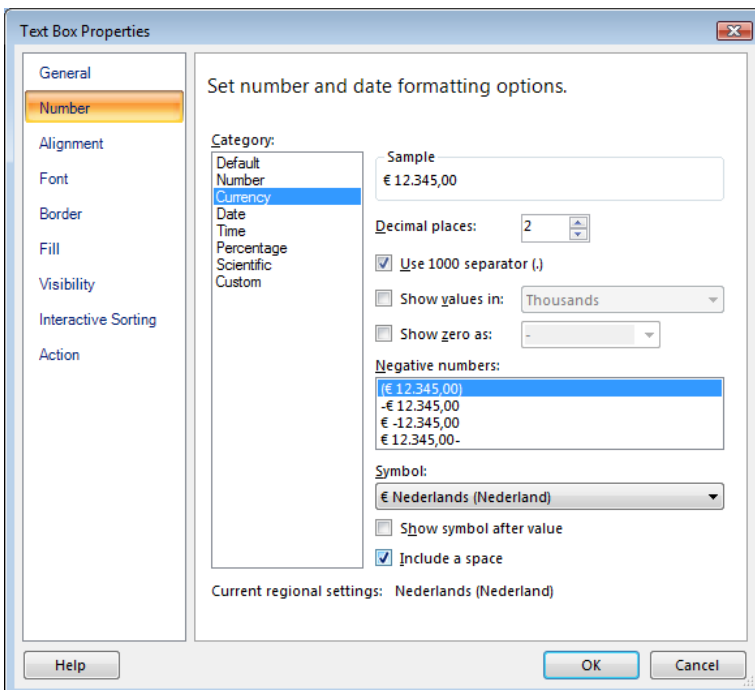 Text Box Properties
General
Number
Alignment
Font
Border
Fill
Visibility
Interactive Sorting
Action
Set number and date formatting options.
Category:
Default
Number
Currency
Date
Time
Percentage
Scientific
Custom
Sample
€ 12.345,00
Decimal places: 2
Use 1000 separator (.)
Show values in: Thousands
Show zero as: -
Negative numbers:
(€ 12.345,00)
-€ 12.345,00
€ -12.345,00
€ 12.345,00-
Symbol:
€ Nederlands (Nederland)
Show symbol after value
Include a space
Current regional settings: Nederlands (Nederland)
Help OK Cancel